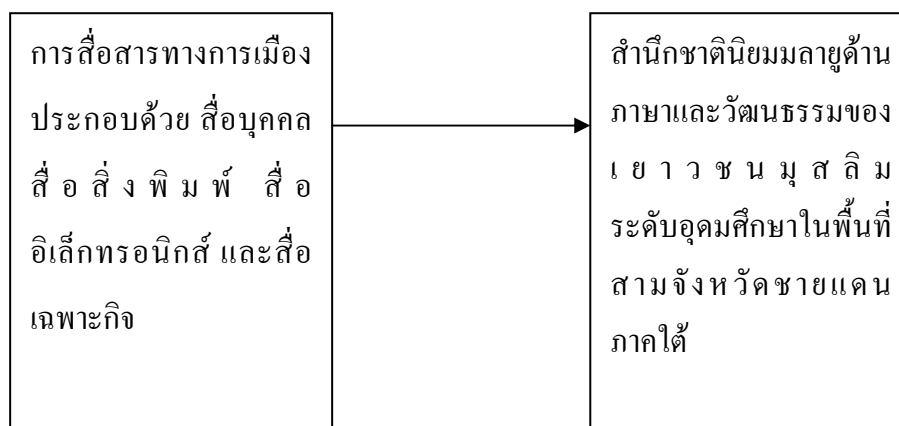 การสื่อสารทางการเมือง
ประกอบด้วย สื่อบุคคล
สื่อสิ่งพิมพ์ สื่อ
อิเล็กทรอนิกส์ และสื่อ
เฉพาะกิจ
สำนึกชาตินิยมมลายูด้าน
ภาษาและวัฒนธรรมของ
เยาวชนมุสลิม
ระดับอุดมศึกษาในพื้นที่
สามจังหวัดชายแดน
ภาคใต้